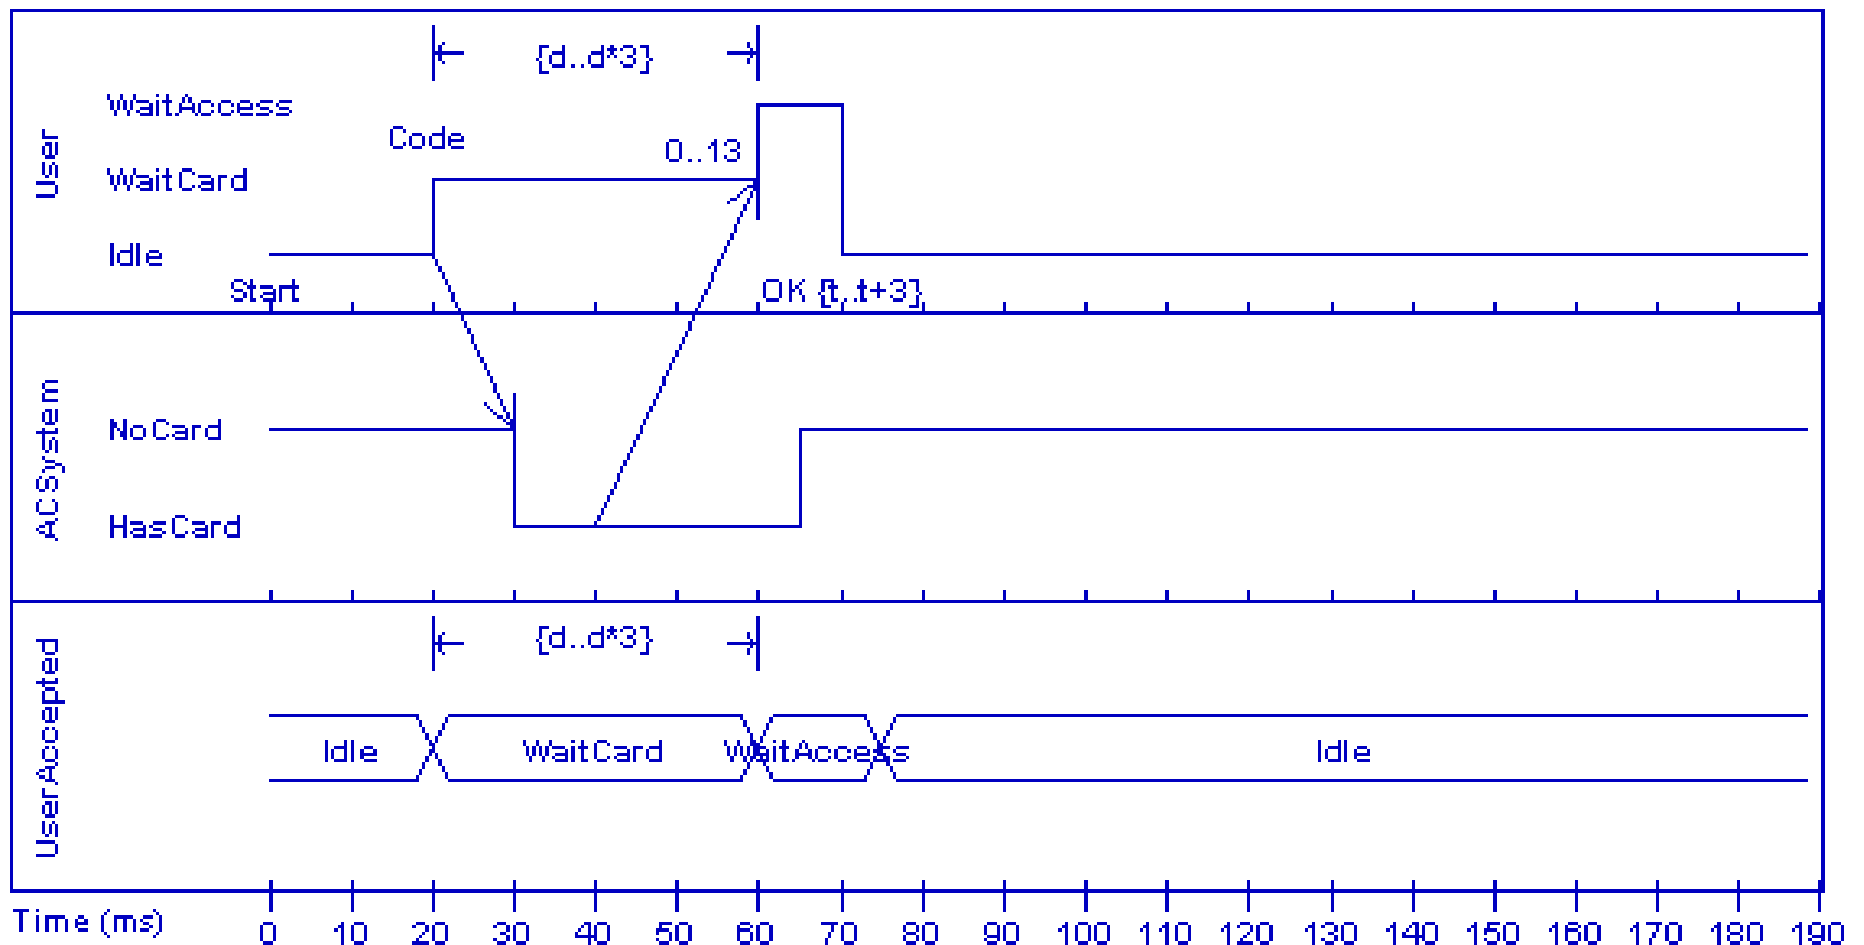 {d..d*3}
WaitAccess
Code
0..13
User
WaitCard
Idle
Start
OK {t..t+3}
ACSystem
NoCard
HasCard
UserAccepted
{d..d*3}
Idle
WaitCard
WaitAccess
Idle
Time (ms)
0 10 20 30 40 50 60 70 80 90 100 110 120 130 140 150 160 170 180 190